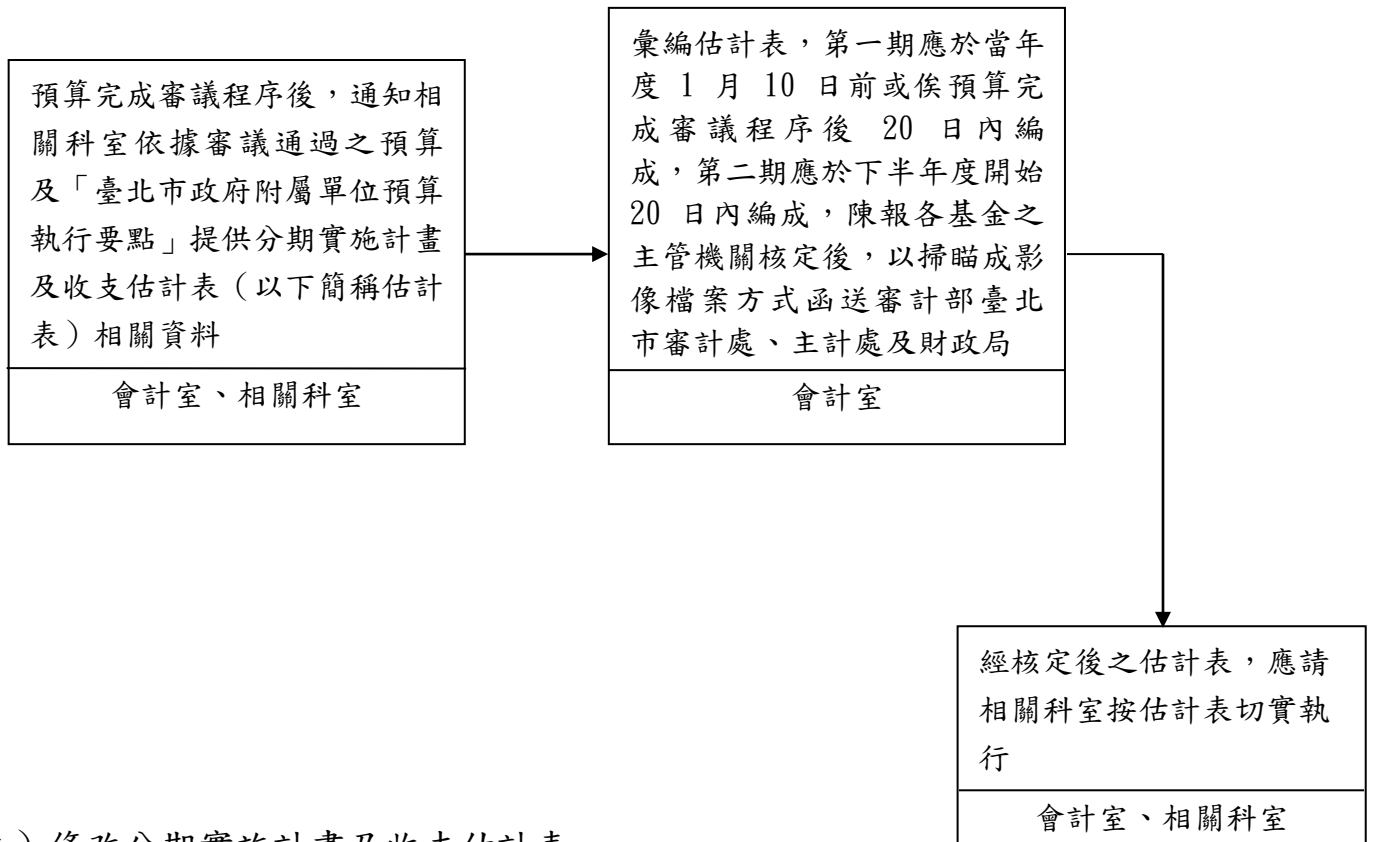 預算完成審議程序後，通知相
關科室依據審議通過之預算
及「臺北市政府附屬單位預算
執行要點」提供分期實施計畫
及收支估計表（以下簡稱估計
表）相關資料
會計室、相關科室
彙編估計表，第一期應於當年
度 1 月 10 日前或俟預算完
成審議程序後 20 日內編
成，第二期應於下半年度開始
20 日內編成，陳報各基金之
主管機關核定後，以掃瞄成影
像檔案方式函送審計部臺北
市審計處、主計處及財政局
會計室
經核定後之估計表，應請
相關科室按估計表切實執
行
會計室、相關科室
）修改分期實施計畫及收支估計表